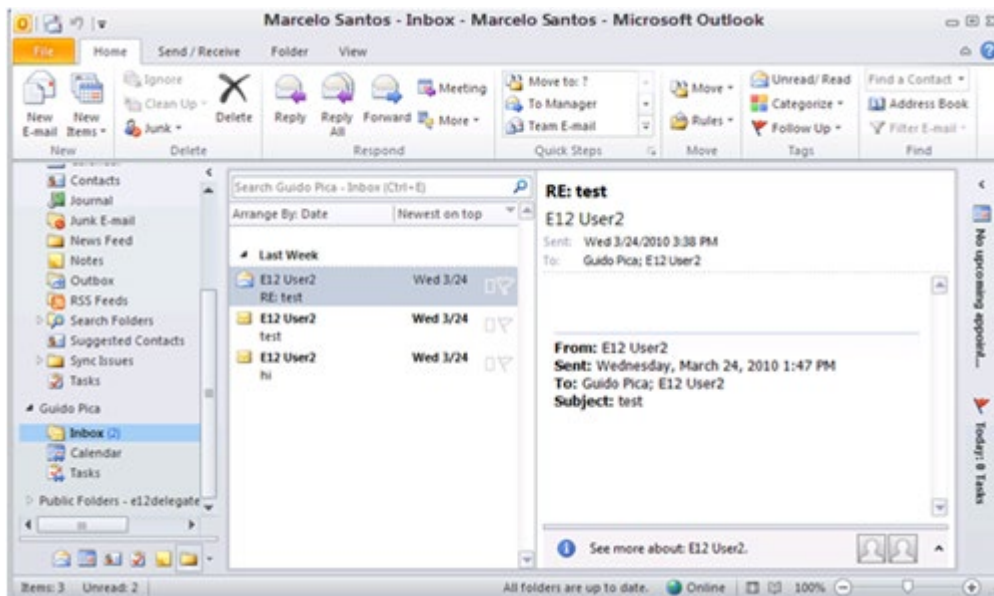 Marcelo Santos - Inbox - Marcelo Santos - Microsoft Outlook
File Home Send / Receive Folder View
New E-mail
New Items
Ignore
Clean Up
Junk
Delete
Reply
Reply All
Forward
Meeting
More
Move to: ?
To Manager
Team E-mail
Move
Rules
Unread/ Read
Categorize
Follow Up
Find a Contact
Address Book
Filter E-mail
New Delete Respond Quick Steps Move Tags Find
Contacts
Journal
Junk E-mail
News Feed
Notes
Outbox
RSS Feeds
Search Folders
Suggested Contacts
Sync Issues
Tasks
Guido Pica
Inbox (2)
Calendar
Tasks
Public Folders - e12delegate
Search Guido Pica - Inbox (Ctrl+E)
Arrange By: Date Newest on top
Last Week
E12 User2 Wed 3/24
RE: test
E12 User2 Wed 3/24
test
E12 User2 Wed 3/24
hi
RE: test
E12 User2
Sent: Wed 3/24/2010 3:38 PM
To: Guido Pica; E12 User2
From: E12 User2
Sent: Wednesday, March 24, 2010 1:47 PM
To: Guido Pica; E12 User2
Subject: test
See more about: E12 User2.
No upcoming appoint...
Today: 0 Tasks
Items: 3 Unread: 2 All folders are up to date. Online 100%